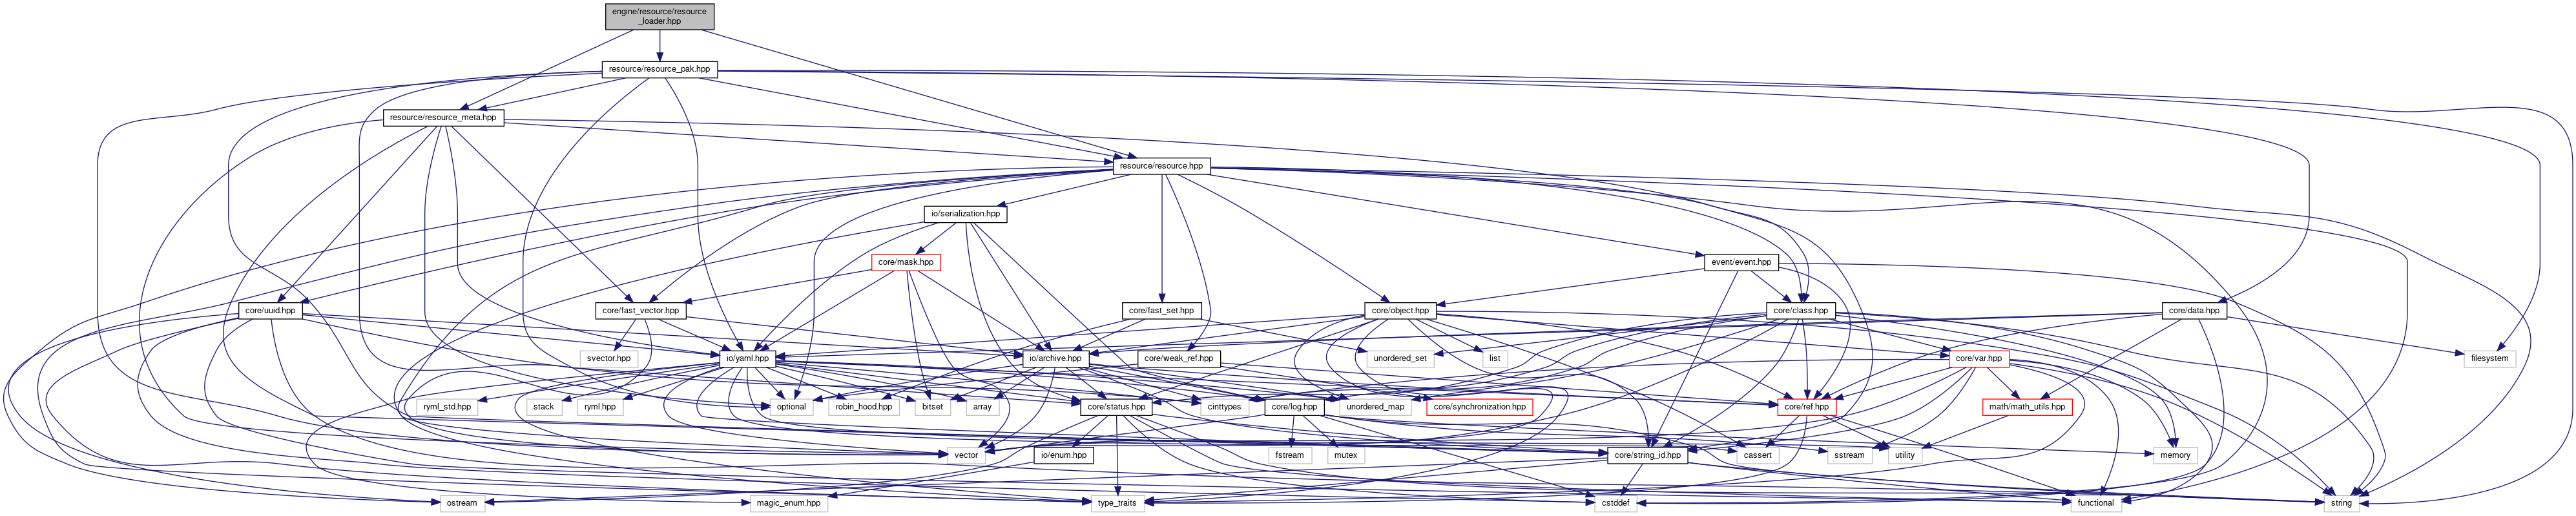 engine/resource/resource
_loader.hpp
resource/resource_pak.hpp
resource/resource_meta.hpp
resource/resource.hpp
io/serialization.hpp
core/mask.hpp
event/event.hpp
core/uuid.hpp
core/fast_vector.hpp
core/fast_set.hpp
core/object.hpp
core/class.hpp
core/data.hpp
svector.hpp
io/yaml.hpp
io/archive.hpp
core/weak_ref.hpp
unordered_set
list
core/var.hpp
filesystem
ryml_std.hpp
stack
ryml.hpp
optional
robin_hood.hpp
bitset
array
core/status.hpp
cinttypes
core/log.hpp
unordered_map
core/synchronization.hpp
core/ref.hpp
math/math_utils.hpp
vector
io/enum.hpp
fstream
mutex
cassert
sstream
core/string_id.hpp
utility
memory
ostream
magic_enum.hpp
type_traits
cstddef
functional
string